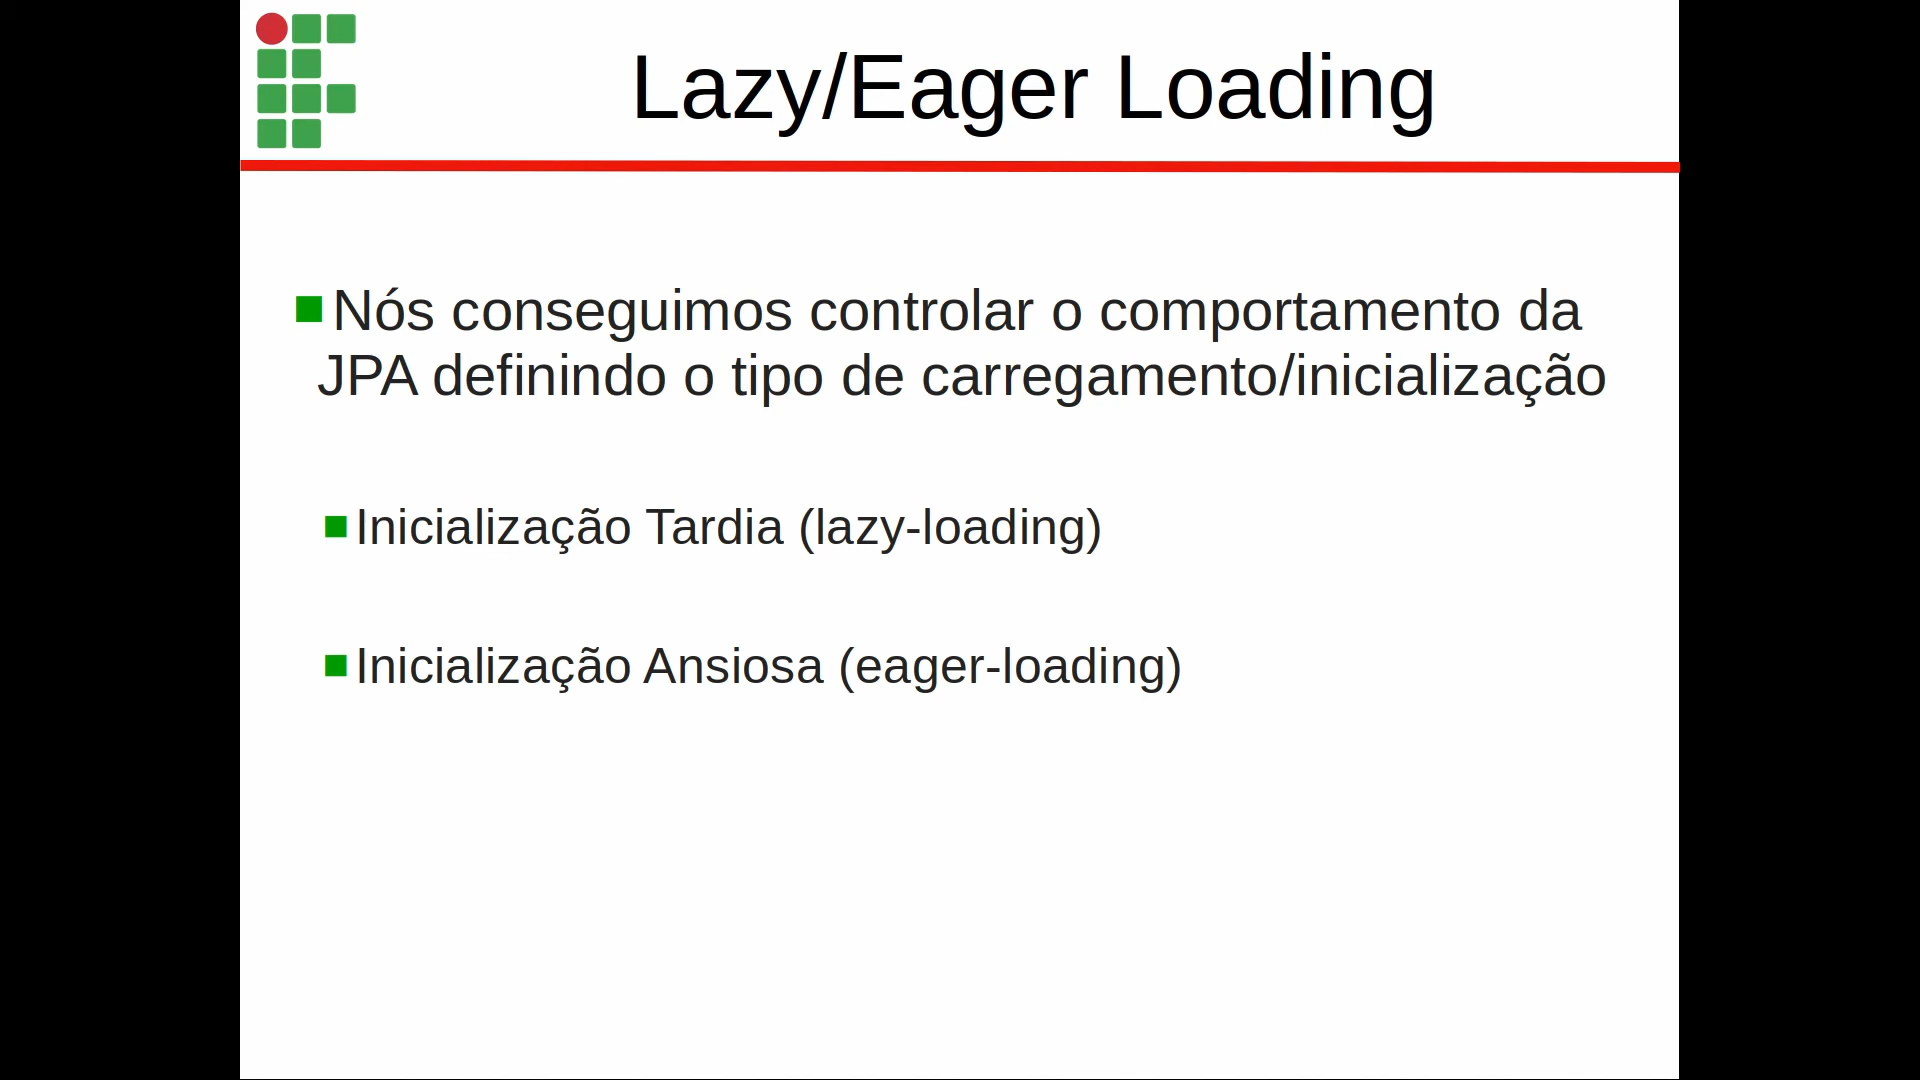 Lazy/Eager Loading
Nós conseguimos controlar o comportamento da
JPA definindo o tipo de carregamento/inicialização
Inicialização Tardia (lazy-loading)
Inicialização Ansiosa (eager-loading)